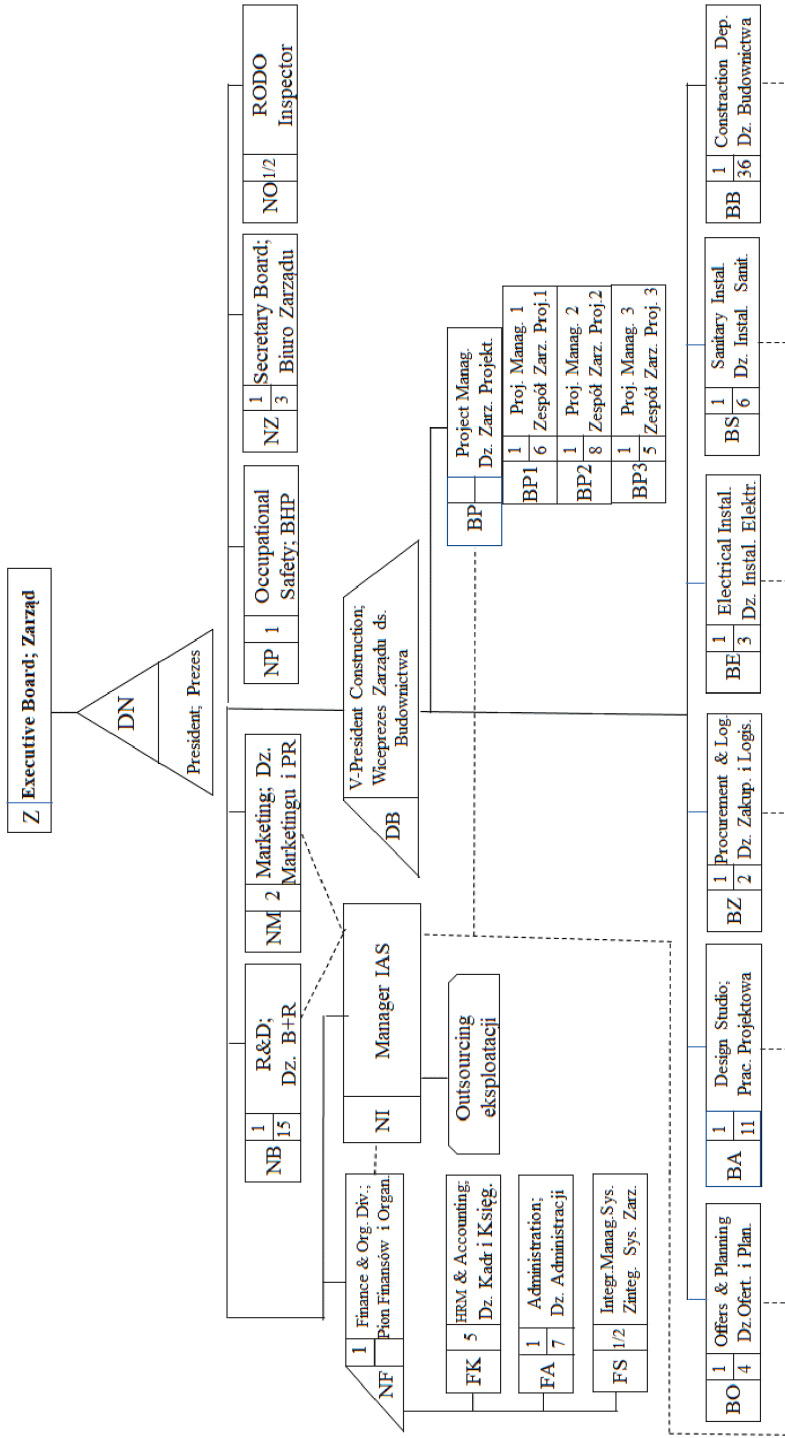 Z Executive Board; Zarząd
DN
President; Prezes
NB 1 15 R&D;
Dz. B+R
NM 2 Marketing; Dz.
Marketingu i PR
NP 1 Occupational
Safety; BHP
NZ 1 3 Secretary Board;
Biuro Zarządu
NO 1/2 RODO
Inspector
NF 1 Finance & Org. Div.;
Pion Finansów i Organ.
NI Manager IAS
DB V-President Construction;
Wiceprezes Zarządu ds.
Budownictwa
FK 5 HRM & Accounting;
Dz. Kadr i Księg.
FA 1 7 Administration;
Dz. Administracji
FS 1/2 Integr.Manag.Sys.
Zinteg. Sys. Zarz.
Outsourcing
eksploatacji
BP Project Manag.
Dz. Zarz. Projekt.
BP1 1 Proj. Manag. 1
6 Zespół Zarz. Proj.1
BP2 1 Proj. Manag. 2
8 Zespół Zarz. Proj.2
BP3 1 Proj. Manag. 3
5 Zespół Zarz. Proj. 3
BO 1 4 Offers & Planning
Dz.Ofert. i Plan.
BA 1 11 Design Studio;
Prac. Projektowa
BZ 1 2 Procurement & Log.
Dz. Zakup. i Logis.
BE 1 3 Electrical Instal.
Dz. Instal. Elektr.
BS 1 6 Sanitary Instal.
Dz. Instal. Sanit.
BB 1 36 Constraction Dep.
Dz. Budownictwa